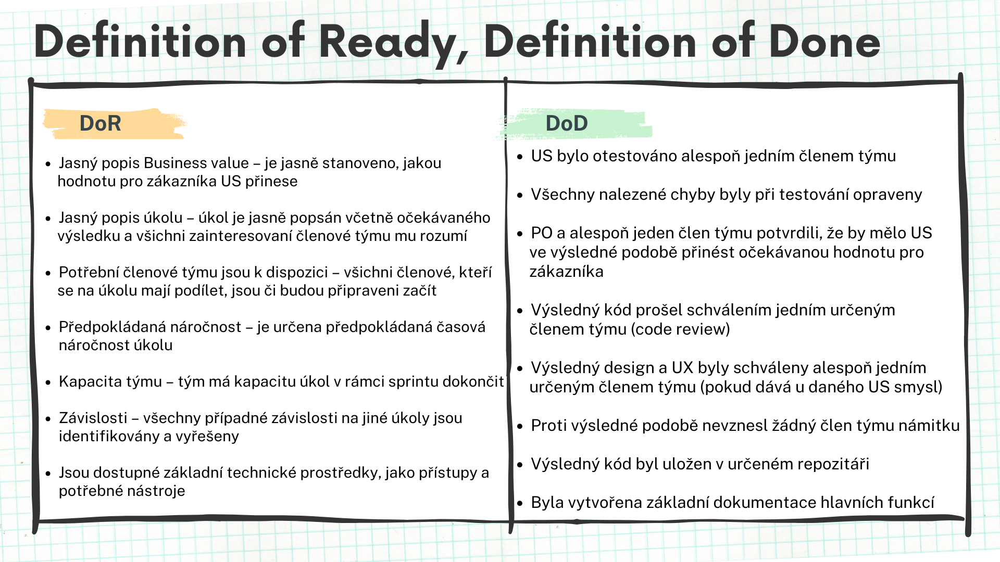 Definition of Ready, Definition of Done
DoR
• Jasný popis Business value – je jasně stanoveno, jakou
hodnotu pro zákazníka US přinese
• Jasný popis úkolu – úkol je jasně popsán včetně očekávaného
výsledku a všichni zainteresovaní členové týmu mu rozumí
• Potřební členové týmu jsou k dispozici – všichni členové, kteří
se na úkolu mají podílet, jsou či budou připraveni začít
• Předpokládaná náročnost – je určena předpokládaná časová
náročnost úkolu
• Kapacita týmu – tým má kapacitu úkol v rámci sprintu dokončit
• Závislosti – všechny případné závislosti na jiné úkoly jsou
identifikovány a vyřešeny
• Jsou dostupné základní technické prostředky, jako přístupy a
potřebné nástroje
DoD
• US bylo otestováno alespoň jedním členem týmu
• Všechny nalezené chyby byly při testování opraveny
• PO a alespoň jeden člen týmu potvrdili, že by mělo US
ve výsledné podobě přinést očekávanou hodnotu pro
zákazníka
• Výsledný kód prošel schválením jedním určeným
členem týmu (code review)
• Výsledný design a UX byly schváleny alespoň jedním
určeným členem týmu (pokud dává u daného US smysl)
• Proti výsledné podobě nevznesl žádný člen týmu námitku
• Výsledný kód byl uložen v určeném repozitáři
• Byla vytvořena základní dokumentace hlavních funkcí